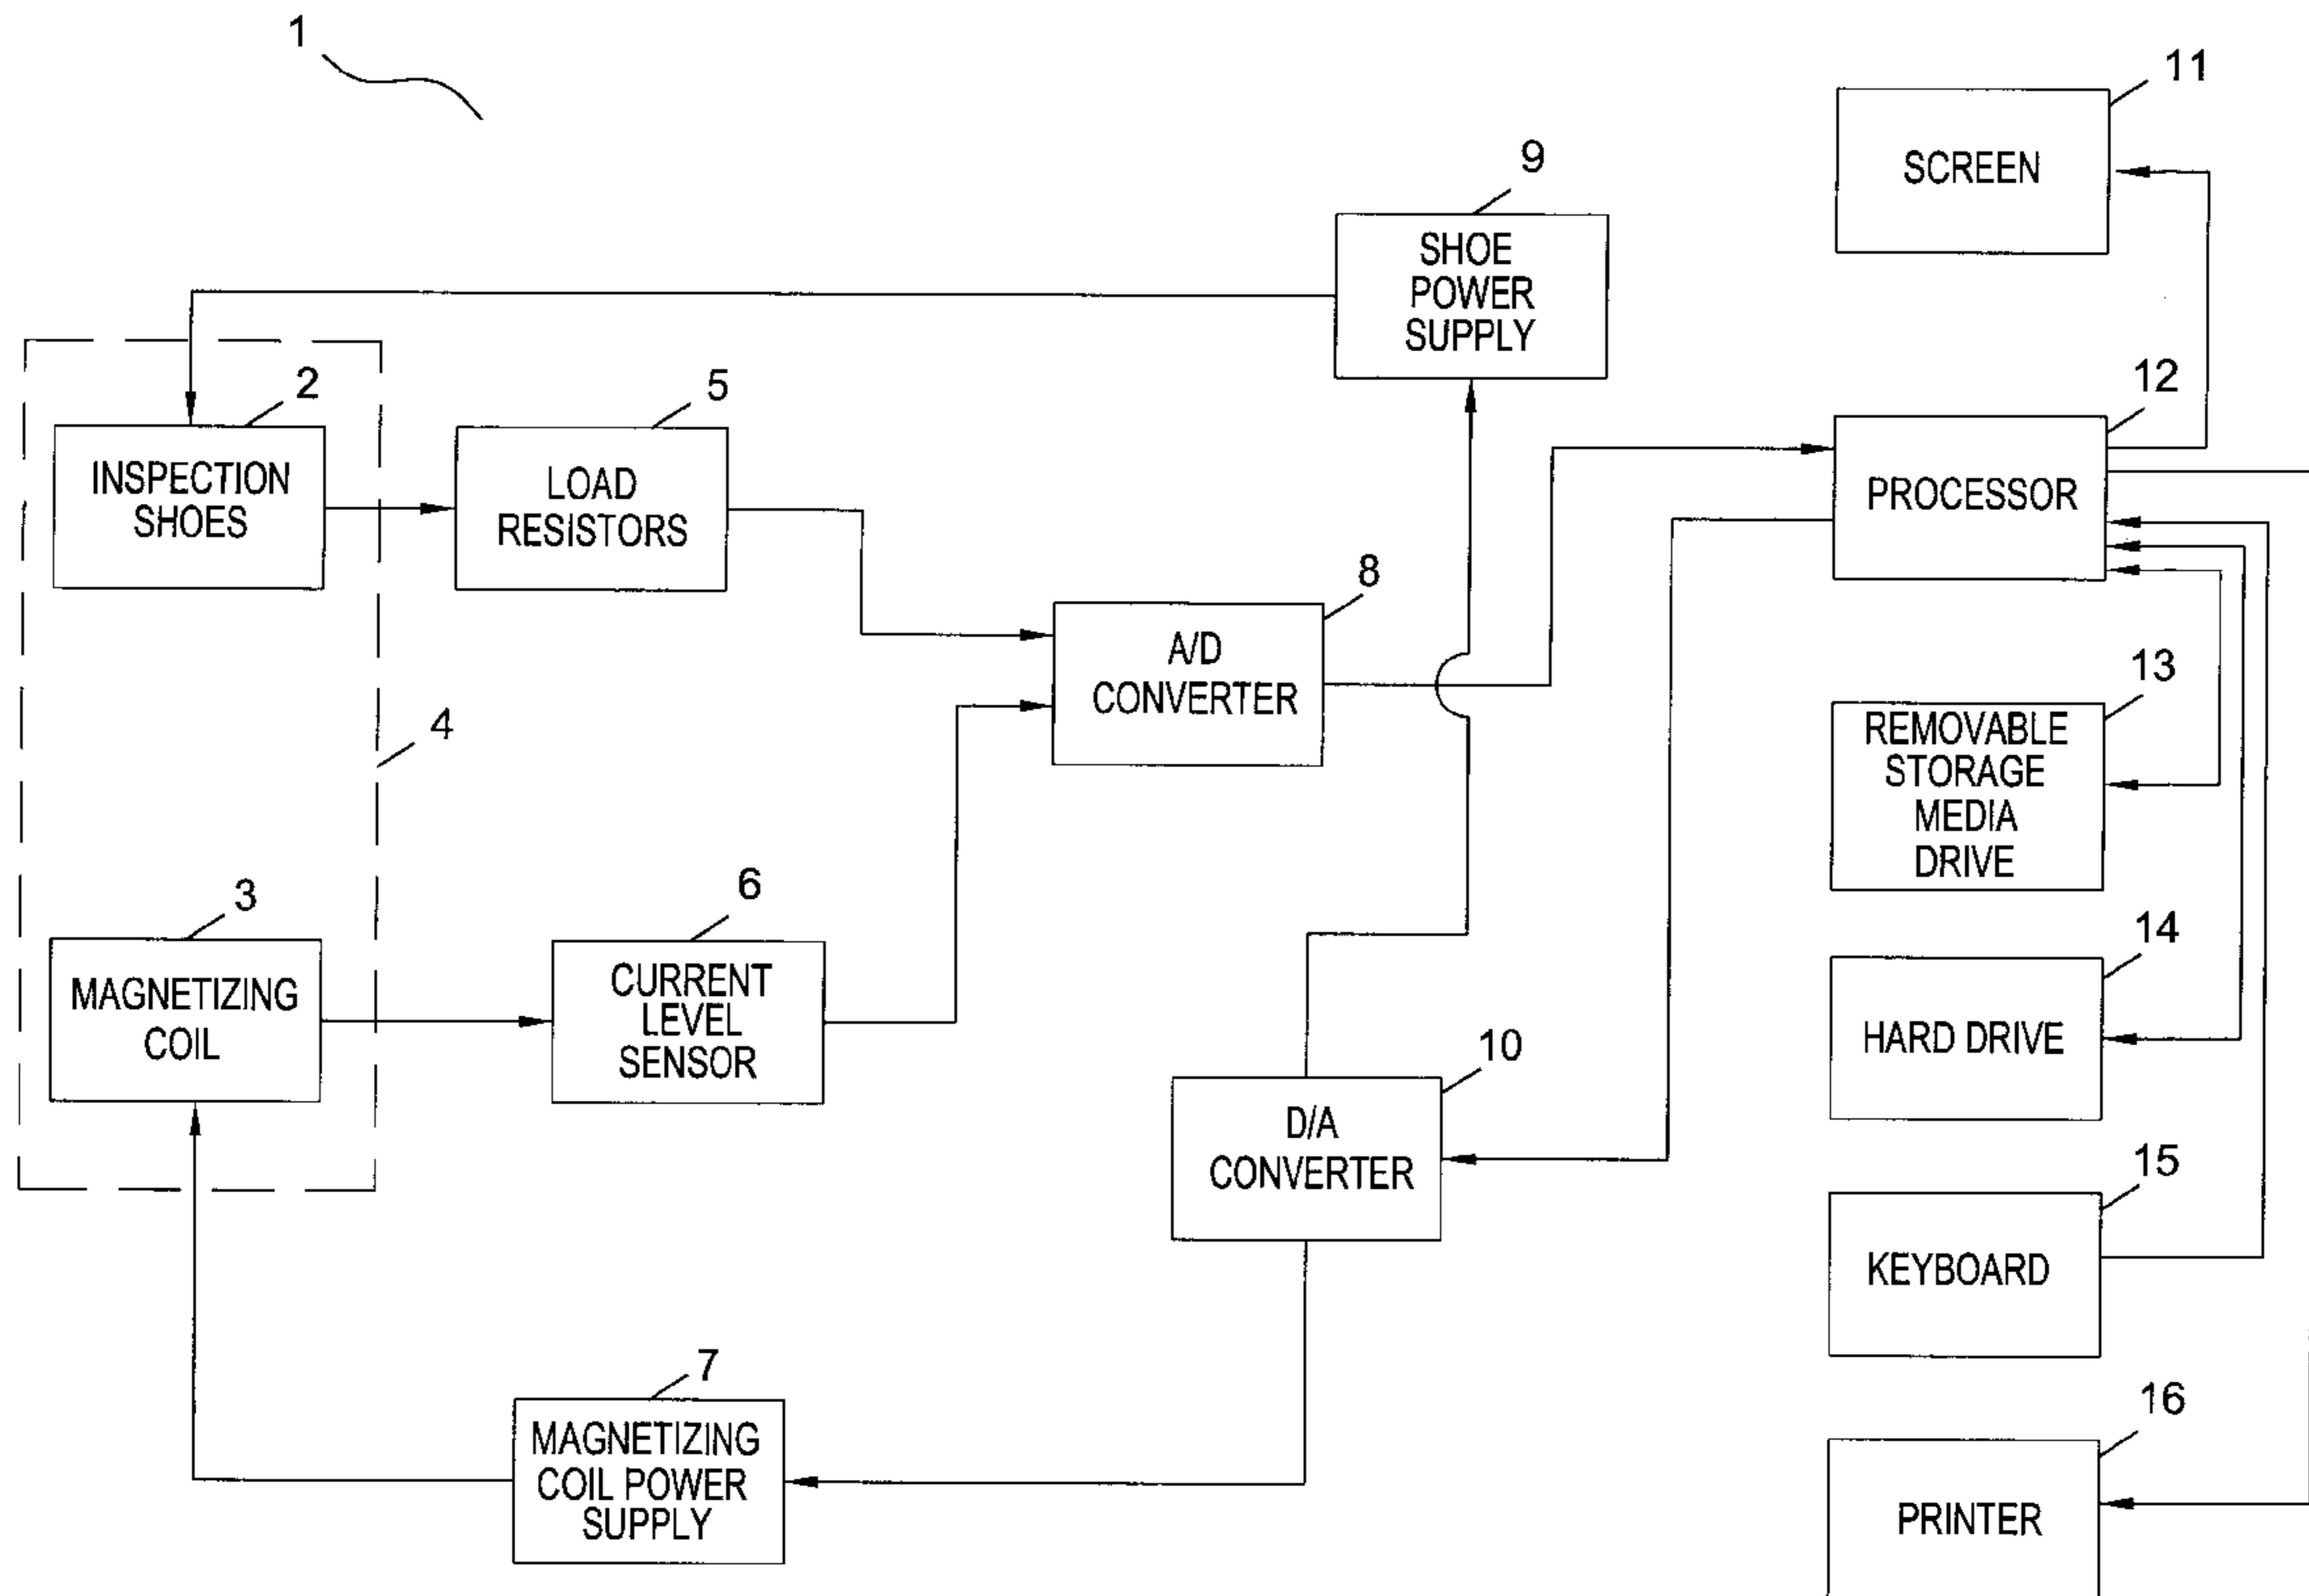 1
11
SCREEN
9
SHOE
POWER
SUPPLY
2
INSPECTION
SHOES
5
LOAD
RESISTORS
12
PROCESSOR
8
A/D
CONVERTER
4
13
REMOVABLE
STORAGE
MEDIA
DRIVE
3
MAGNETIZING
COIL
6
CURRENT
LEVEL
SENSOR
14
HARD DRIVE
10
D/A
CONVERTER
15
KEYBOARD
7
MAGNETIZING
COIL POWER
SUPPLY
16
PRINTER